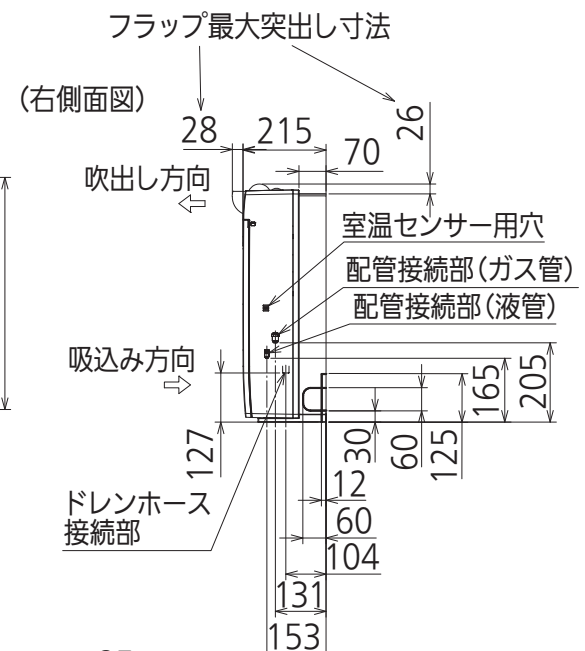 フラップ最大突出し寸法
(右側面図)
28
215
26
70
吹出し方向
室温センサー用穴
配管接続部(ガス管)
配管接続部(液管)
吸込み方向
127
30
60
125
165
205
12
ドレンホース
接続部
60
104
131
153